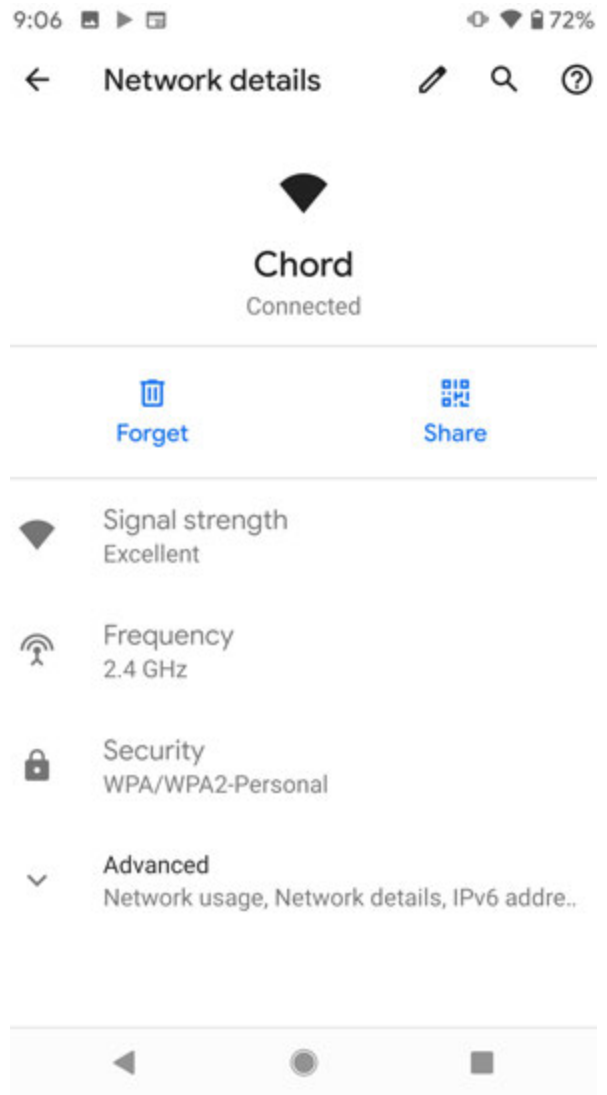 9:06 72%
Network details
Chord
Connected
Forget Share
Signal strength
Excellent
Frequency
2.4 GHz
Security
WPA/WPA2-Personal
Advanced
Network usage, Network details, IPv6 addre..